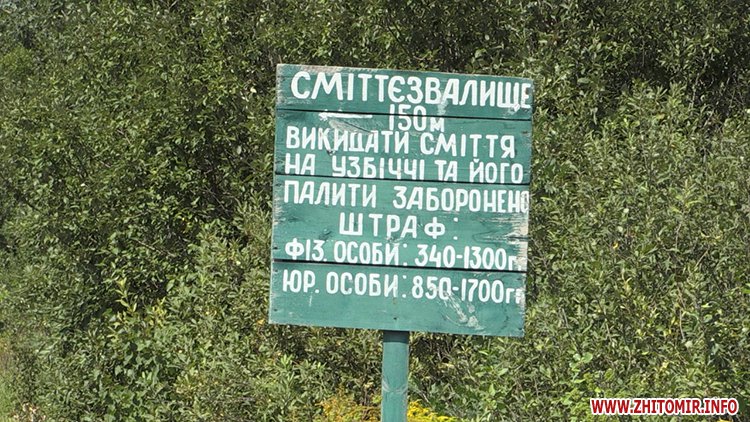 СМІТТЄЗВАЛИЩЕ
150м
ВИКИДАТИ СМІТТЯ
НА УЗБІЧЧІ ТА ЙОГО
ПАЛИТИ ЗАБОРОНЕНО
ШТРАФ:
ФІЗ. ОСОБИ: 340-1300г
ЮР. ОСОБИ: 850-1700гр
WWW.ZHITOMIR.INFO